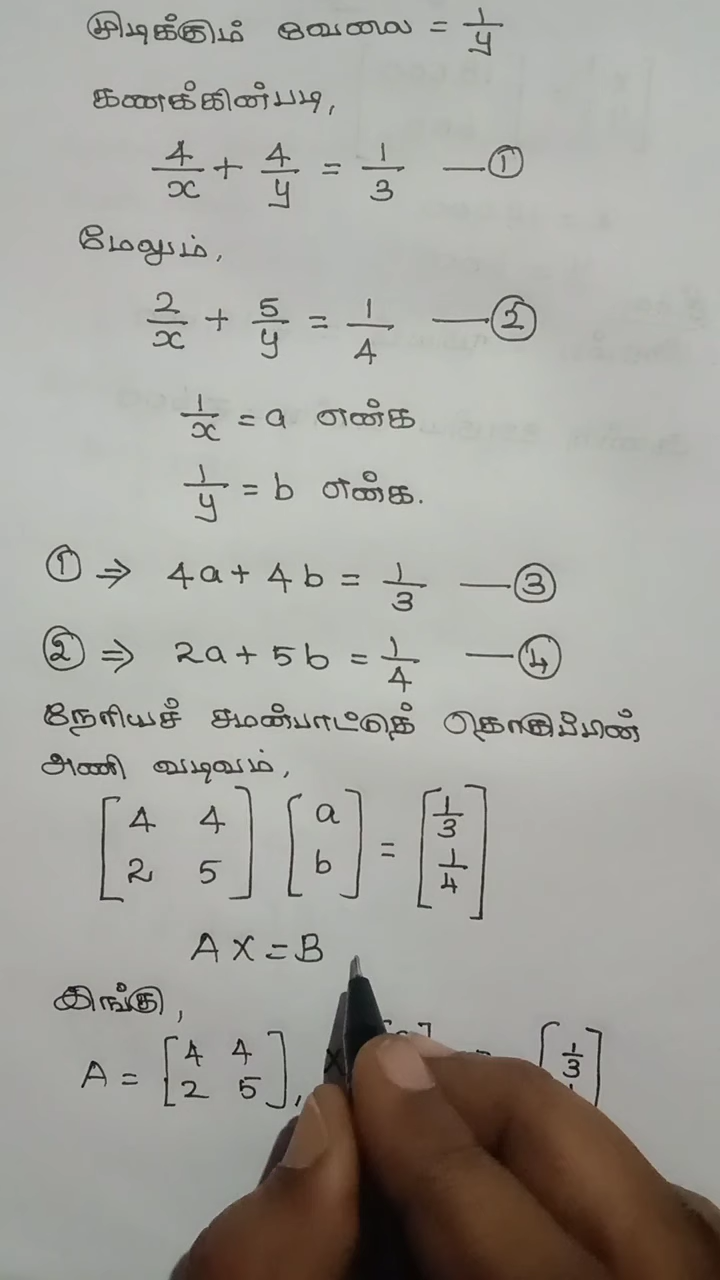 முடிக்கும் வேலை = 1/y
கணக்கின்படி,
4/x + 4/y = 1/3 — ①
மேலும்,
2/x + 5/y = 1/4 — ②
1/x = a என்க
1/y = b என்க.
① ⇒ 4a + 4b = 1/3 — ③
② ⇒ 2a + 5b = 1/4 — ④
நேரியச் சமன்பாட்டுத் தொகுப்பின்
அணி வடிவம்,
[4 4; 2 5] [a; b] = [1/3; 1/4]
AX = B
இங்கு,
A = [4 4; 2 5], X [1/3